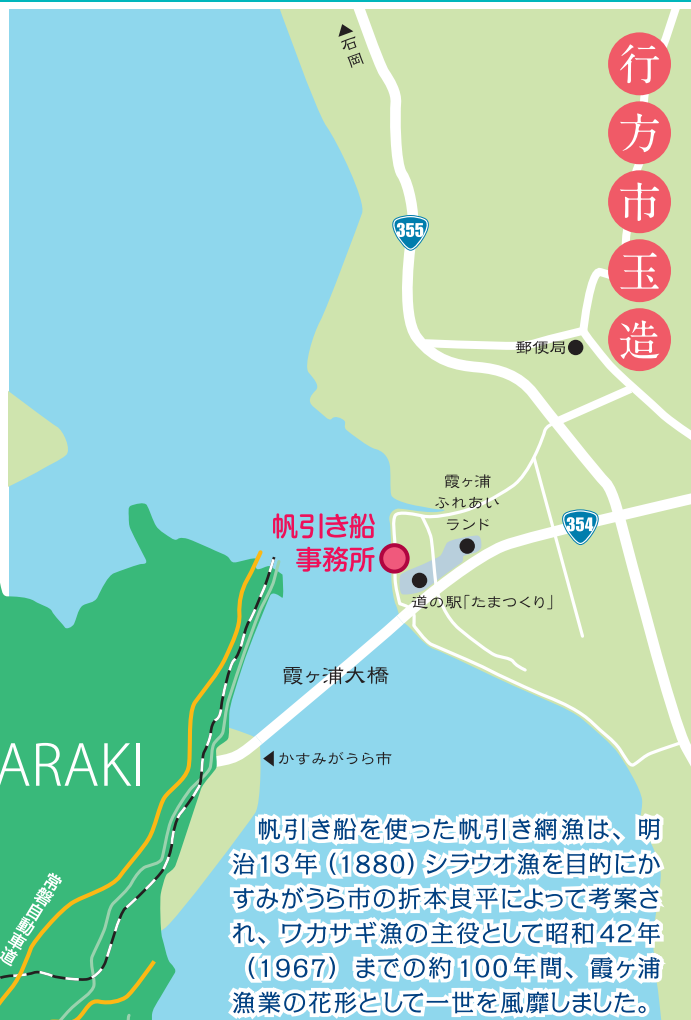 行方市玉造
▲石岡
355
郵便局
霞ヶ浦
ふれあい
ランド
354
帆引き船
事務所
道の駅「たまつくり」
霞ヶ浦大橋
◀かすみがうら市
ARAKI
常磐自動車道
帆引き船を使った帆引き網漁は、明
治13年（1880）シラウオ漁を目的にか
すみがうら市の折本良平によって考案さ
れ、ワカサギ漁の主役として昭和42年
（1967）までの約100年間、霞ヶ浦
漁業の花形として一世を風靡しました。